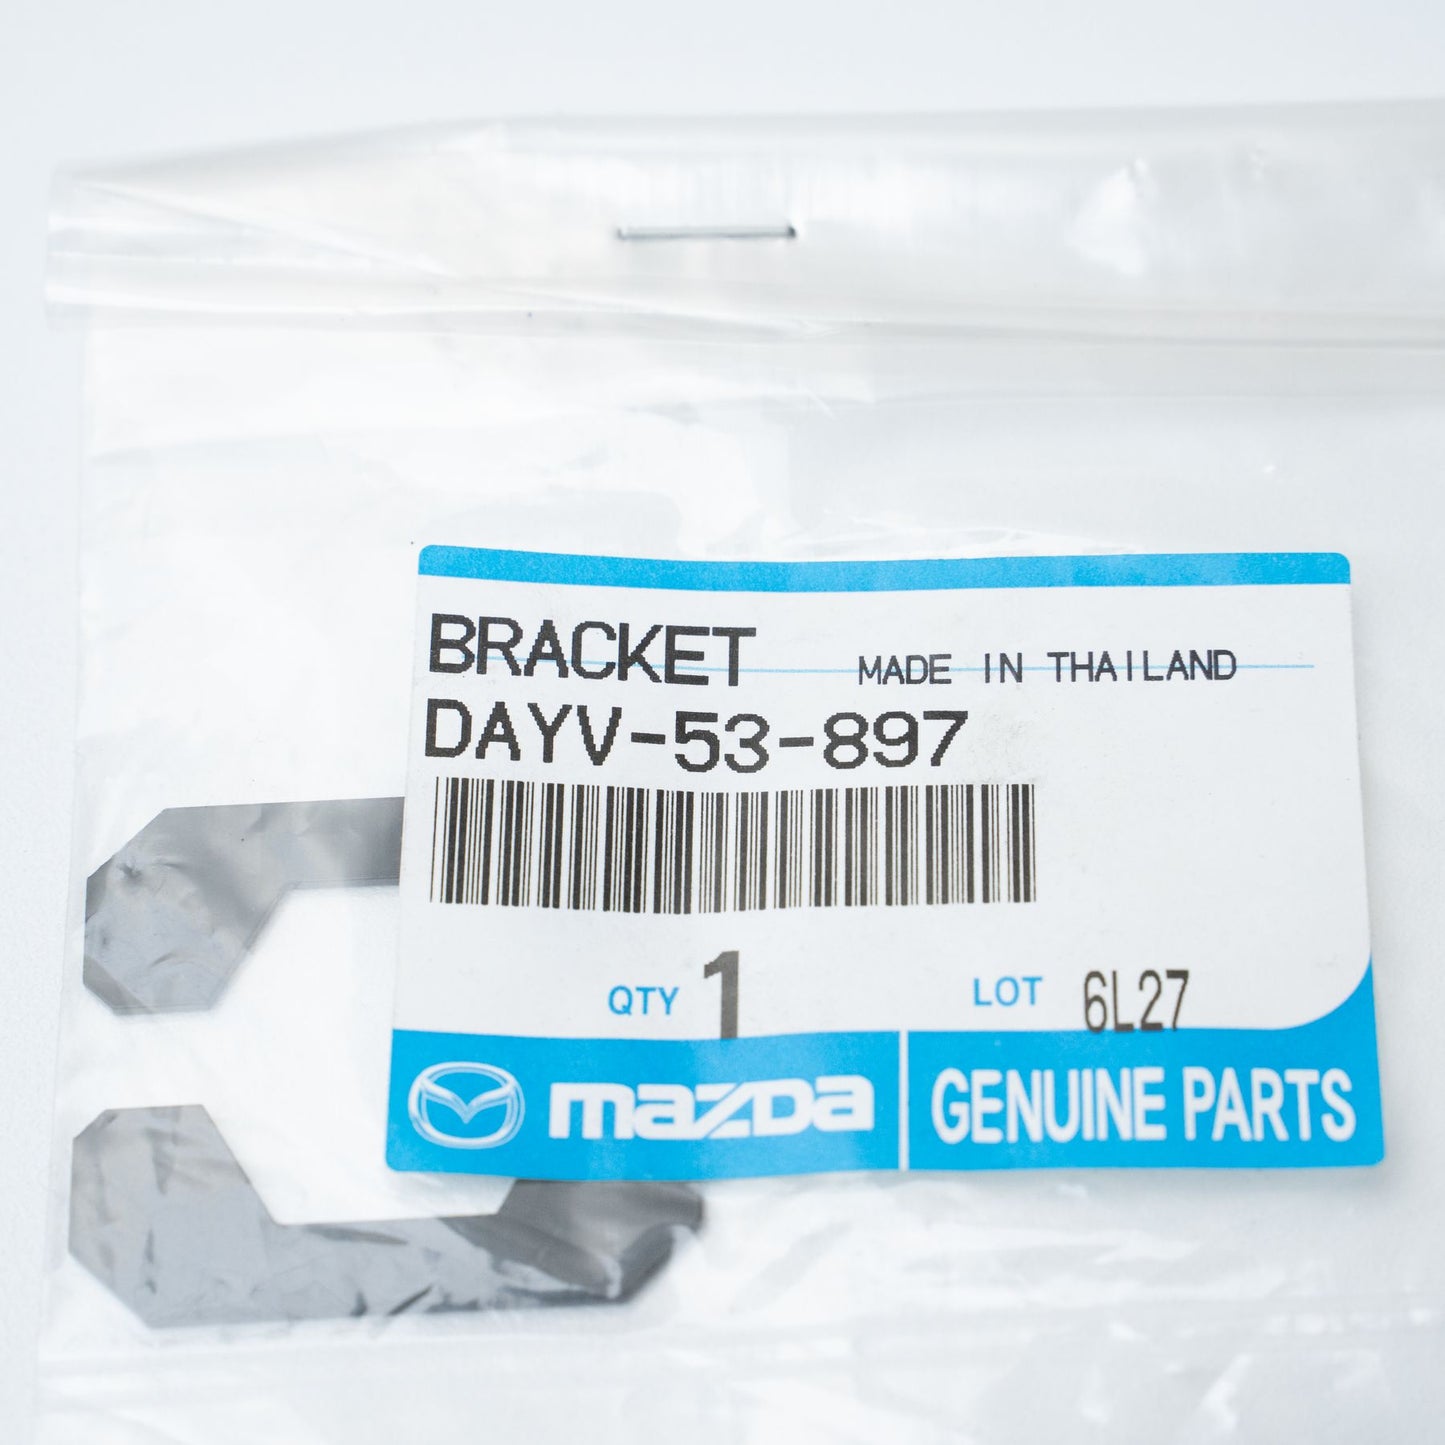 BRACKET MADE IN THAILAND
DAYV-53-897
QTY 1 LOT 6L27
mazda GENUINE PARTS